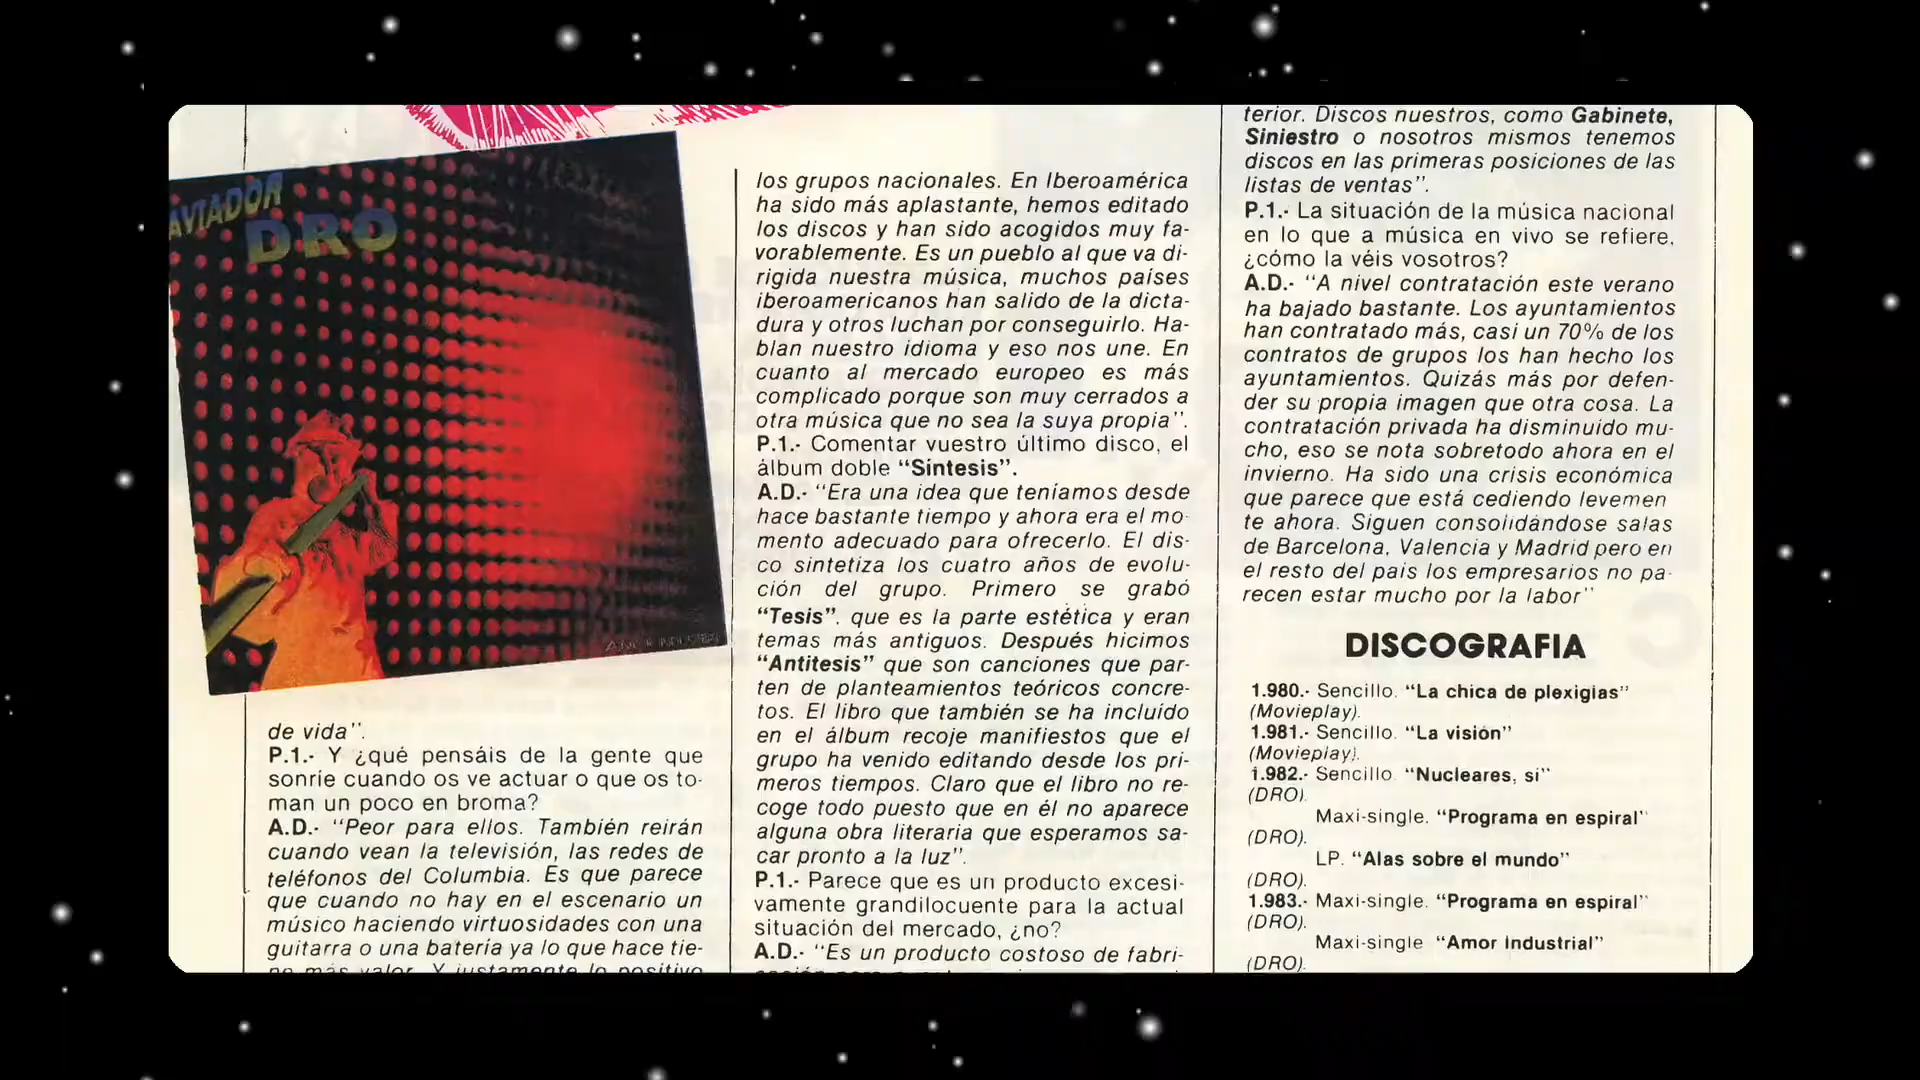 AVIADOR
DRO
AMOR INDUSTRIAL
de vida”.
P.1.- Y ¿qué pensáis de la gente que
sonríe cuando os ve actuar o que os to-
man un poco en broma?
A.D.- “Peor para ellos. También reirán
cuando vean la televisión, las redes de
teléfonos del Columbia. Es que parece
que cuando no hay en el escenario un
músico haciendo virtuosidades con una
guitarra o una batería ya lo que hace tie-
ne más valor. Y justamente lo positivo
los grupos nacionales. En Iberoamérica
ha sido más aplastante, hemos editado
los discos y han sido acogidos muy fa-
vorablemente. Es un pueblo al que va di-
rigida nuestra música, muchos países
iberoamericanos han salido de la dicta-
dura y otros luchan por conseguirlo. Ha-
blan nuestro idioma y eso nos une. En
cuanto al mercado europeo es más
complicado porque son muy cerrados a
otra música que no sea la suya propia”.
P.1.- Comentar vuestro último disco, el
álbum doble “Síntesis”.
A.D.- “Era una idea que teníamos desde
hace bastante tiempo y ahora era el mo-
mento adecuado para ofrecerlo. El dis-
co sintetiza los cuatro años de evolu-
ción del grupo. Primero se grabó
“Tesis”. que es la parte estética y eran
temas más antiguos. Después hicimos
“Antítesis” que son canciones que par-
ten de planteamientos teóricos concre-
tos. El libro que también se ha incluído
en el álbum recoje manifiestos que el
grupo ha venido editando desde los pri-
meros tiempos. Claro que el libro no re-
coge todo puesto que en él no aparece
alguna obra literaria que esperamos sa-
car pronto a la luz”.
P.1.- Parece que es un producto excesi-
vamente grandilocuente para la actual
situación del mercado, ¿no?
A.D.- “Es un producto costoso de fabri-
terior. Discos nuestros, como Gabinete,
Siniestro o nosotros mismos tenemos
discos en las primeras posiciones de las
listas de ventas”.
P.1.- La situación de la música nacional
en lo que a música en vivo se refiere,
¿cómo la véis vosotros?
A.D.- “A nivel contratación este verano
ha bajado bastante. Los ayuntamientos
han contratado más, casi un 70% de los
contratos de grupos los han hecho los
ayuntamientos. Quizás más por defen-
der su propia imagen que otra cosa. La
contratación privada ha disminuido mu-
cho, eso se nota sobretodo ahora en el
invierno. Ha sido una crisis económica
que parece que está cediendo levemen
te ahora. Siguen consolidándose salas
de Barcelona, Valencia y Madrid pero en
el resto del pais los empresarios no pa-
recen estar mucho por la labor”
DISCOGRAFIA
1.980.- Sencillo. “La chica de plexiglas”
(Movieplay).
1.981.- Sencillo. “La visión”
(Movieplay).
1.982.- Sencillo. “Nucleares, sí”
(DRO).
Maxi-single. “Programa en espiral”
(DRO).
LP. “Alas sobre el mundo”
(DRO).
1.983.- Maxi-single. “Programa en espiral”
(DRO).
Maxi-single “Amor Industrial”
(DRO).